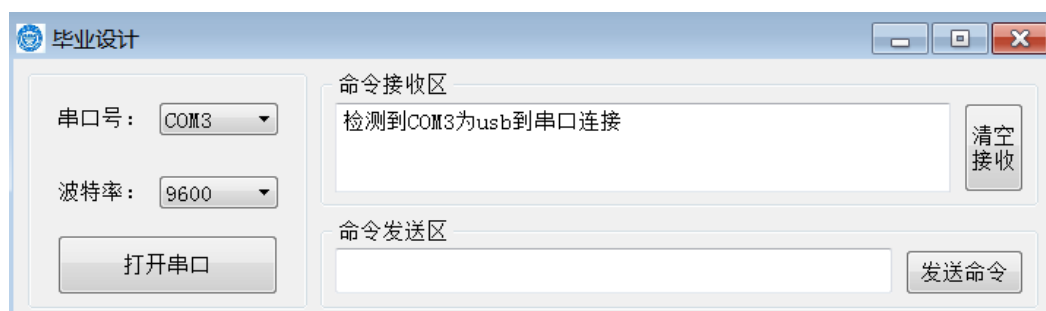 毕业设计
串口号：
COM3
波特率：
9600
打开串口
命令接收区
检测到COM3为usb到串口连接
清空
接收
命令发送区
发送命令